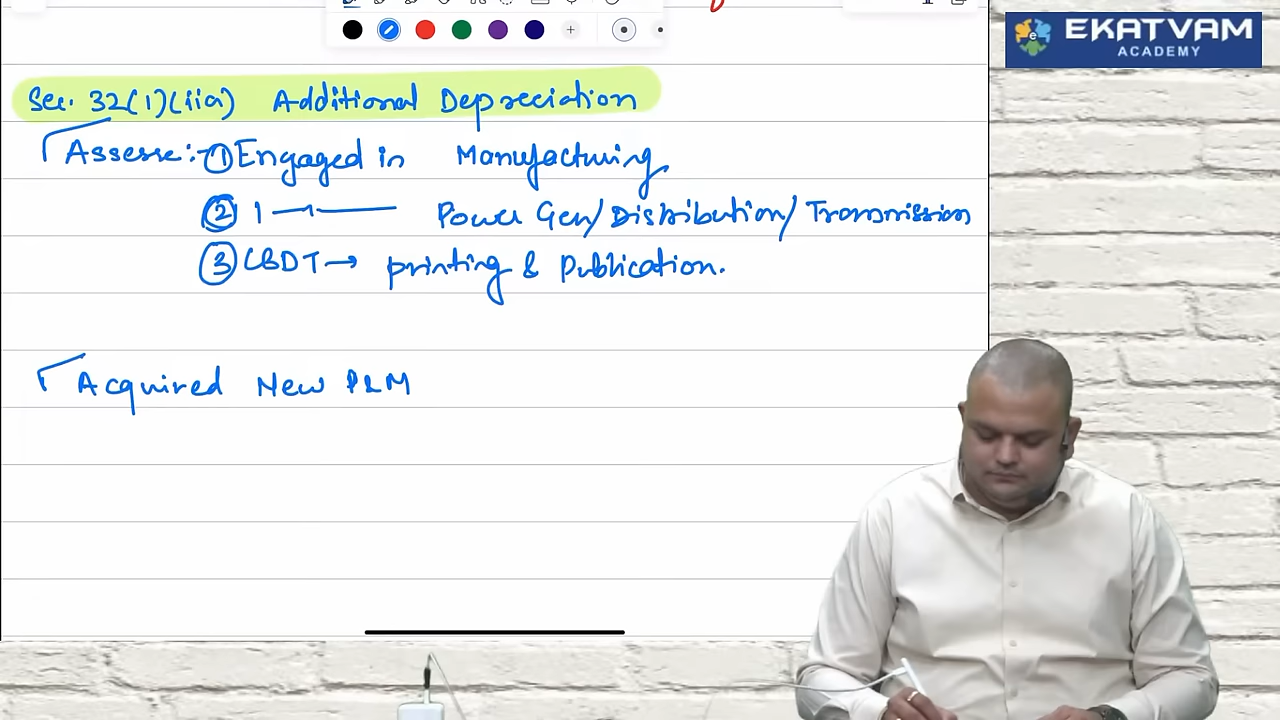 EKATVAM
ACADEMY
Sec. 32(1)(iia) Additional Depreciation
Assesse:- ① Engaged in Manufacturing
② Power Gen/Distribution/Transmission
③ CBDT → printing & Publication.
Acquired New P&M